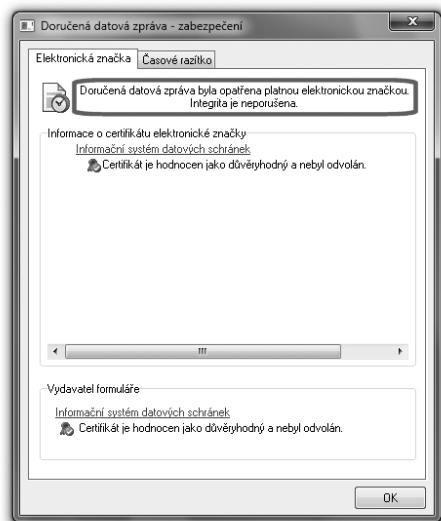 Doručená datová zpráva - zabezpečení
Elektronická značka
Časové razítko
Doručená datová zpráva byla opatřena platnou elektronickou značkou.
Integrita je neporušena.
Informace o certifikátu elektronické značky
Informační systém datových schránek
Certifikát je hodnocen jako důvěryhodný a nebyl odvolán.
Vydavatel formuláře
Informační systém datových schránek
Certifikát je hodnocen jako důvěryhodný a nebyl odvolán.
OK